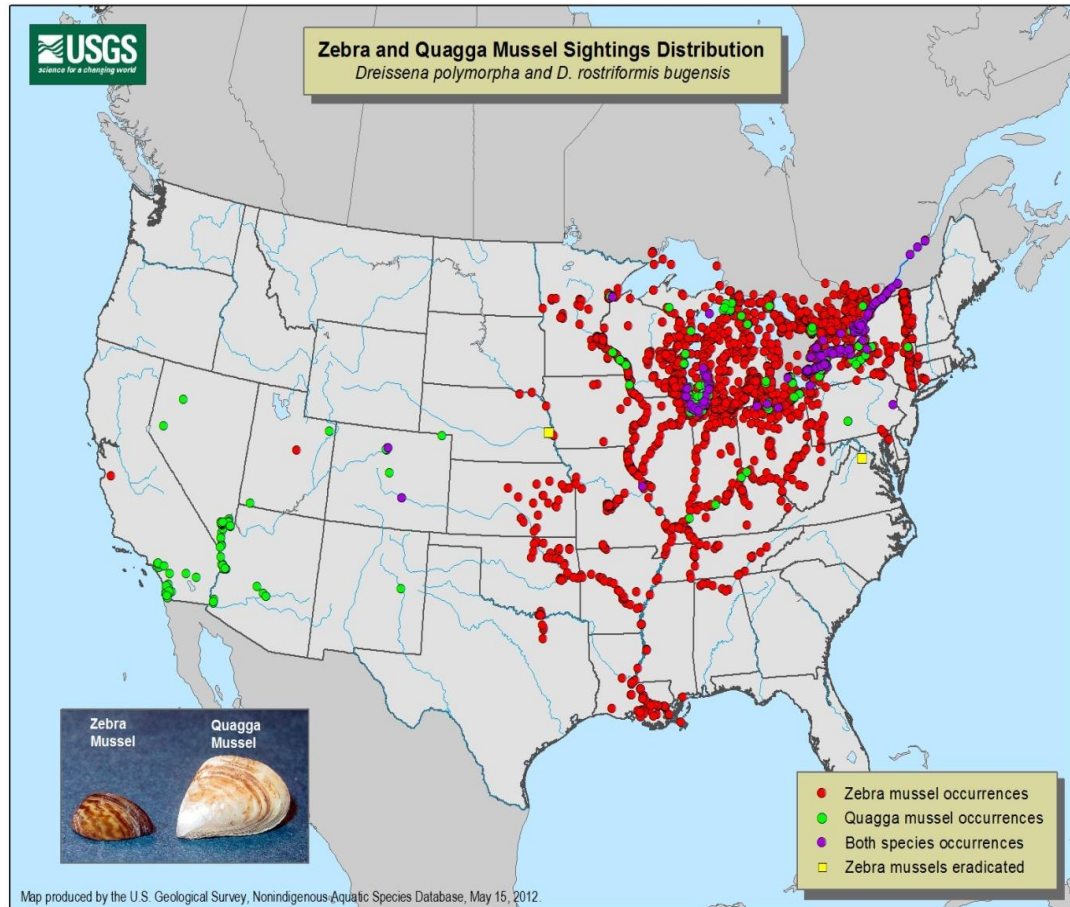 USGS
science for a changing world
Zebra and Quagga Mussel Sightings Distribution
Dreissena polymorpha and D. rostriformis bugensis
Zebra
Mussel
Quagga
Mussel
Zebra mussel occurrences
Quagga mussel occurrences
Both species occurrences
Zebra mussels eradicated
Map produced by the U.S. Geological Survey, Nonindigenous Aquatic Species Database, May 15, 2012.